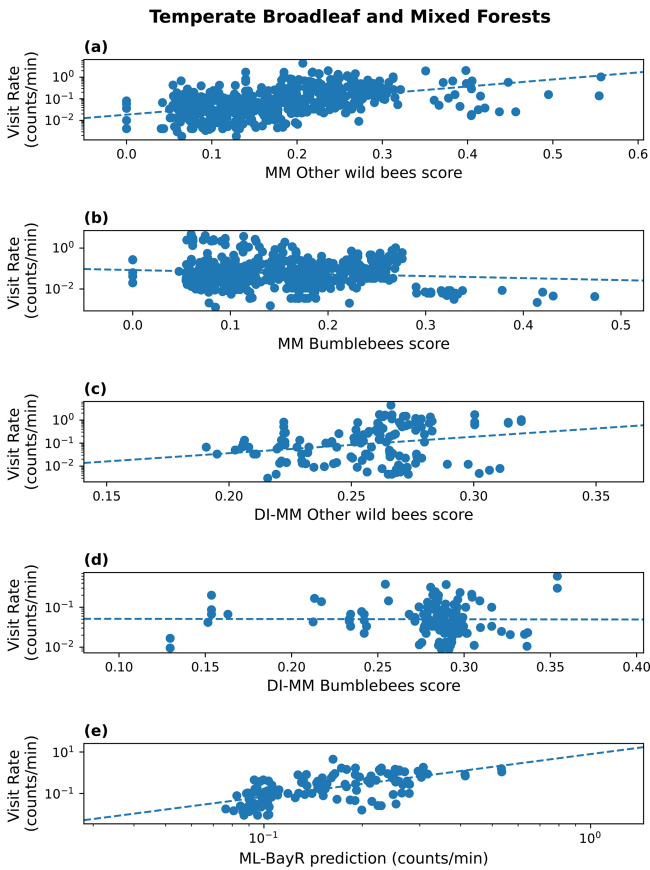 Temperate Broadleaf and Mixed Forests
(a)
Visit Rate
(counts/min)
10⁰
10⁻¹
10⁻²
0.0 0.1 0.2 0.3 0.4 0.5 0.6
MM Other wild bees score
(b)
Visit Rate
(counts/min)
10⁰
10⁻²
0.0 0.1 0.2 0.3 0.4 0.5
MM Bumblebees score
(c)
Visit Rate
(counts/min)
10⁰
10⁻¹
10⁻²
0.15 0.20 0.25 0.30 0.35
DI-MM Other wild bees score
(d)
Visit Rate
(counts/min)
10⁻¹
10⁻²
0.10 0.15 0.20 0.25 0.30 0.35 0.40
DI-MM Bumblebees score
(e)
Visit Rate
(counts/min)
10¹
10⁻¹
10⁻¹ 10⁰
ML-BayR prediction (counts/min)